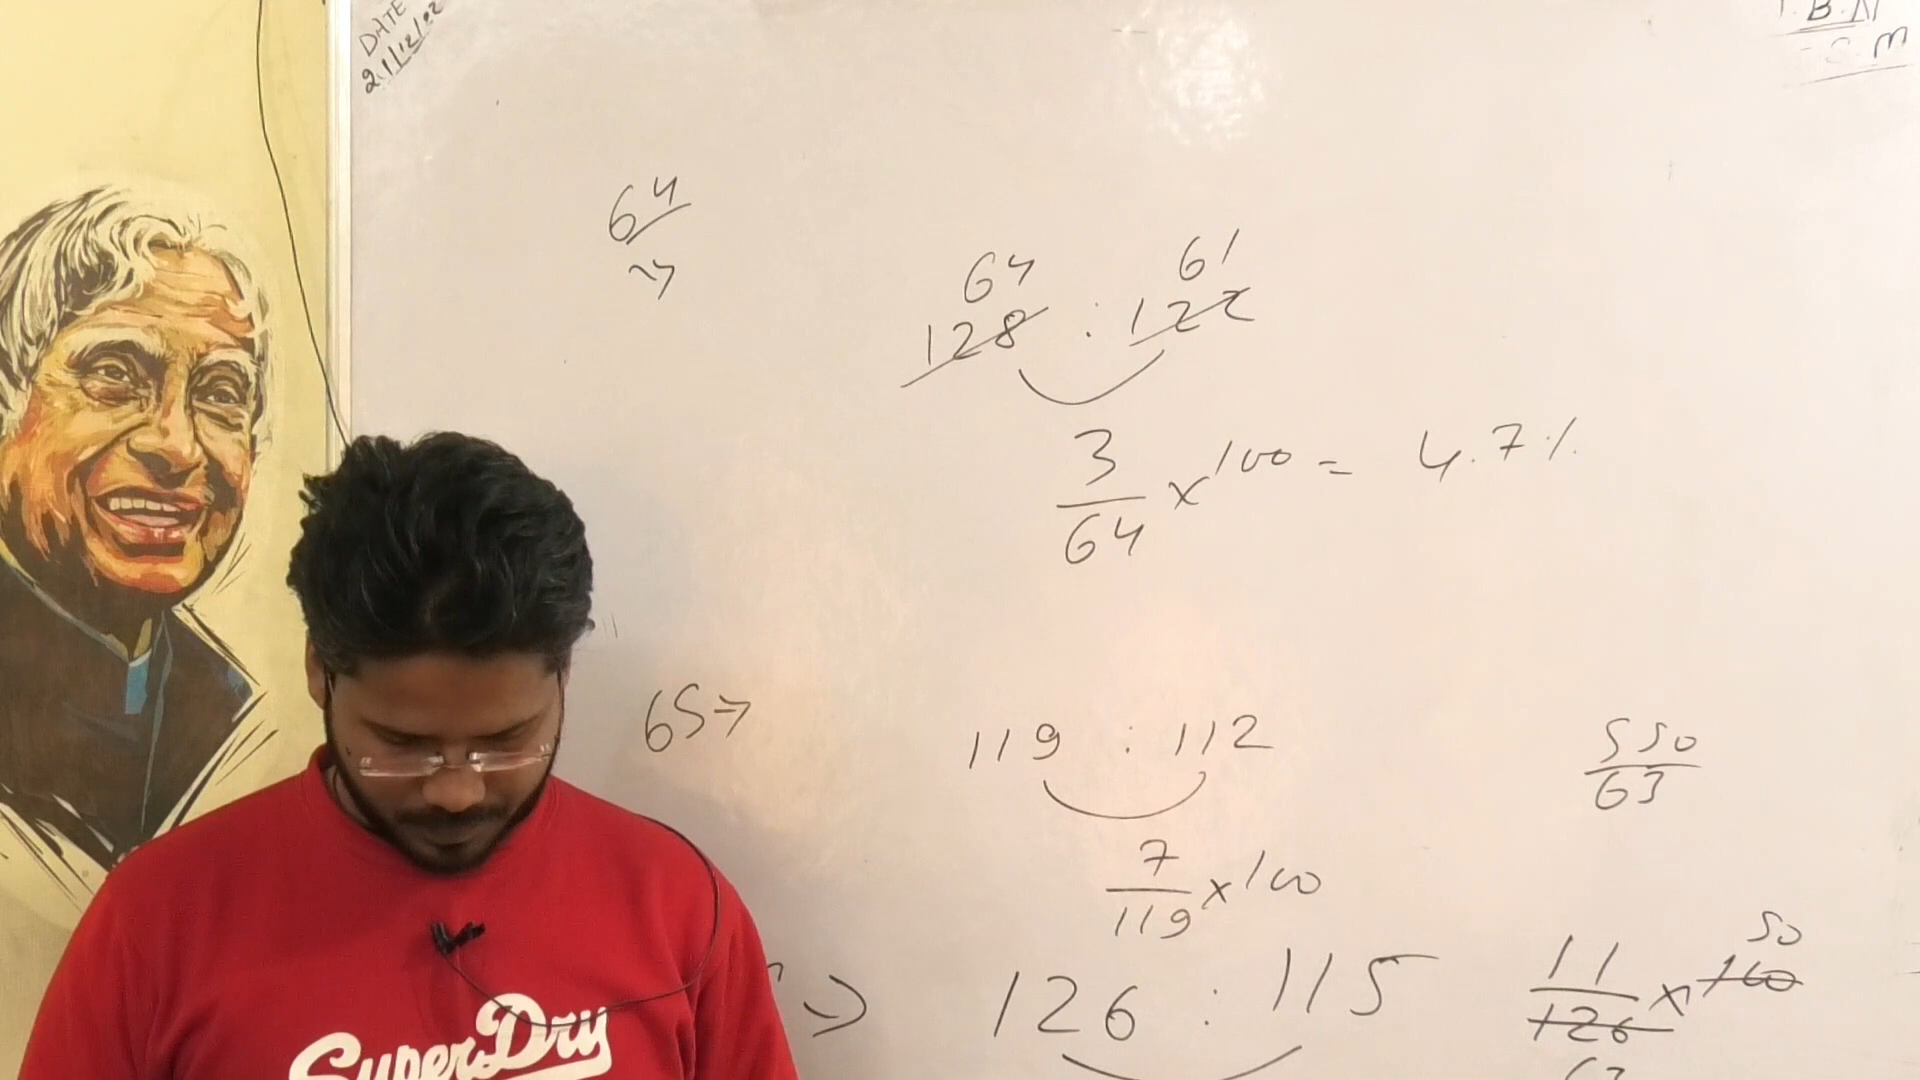 DATE
21/12/22
B.N
S.M
64
64 61
128 : 122
3/64 × 100 = 4.7%
65→
119 : 112
550/63
7/119 × 100
50
126 : 115
11/126 × 100
63
SuperDry